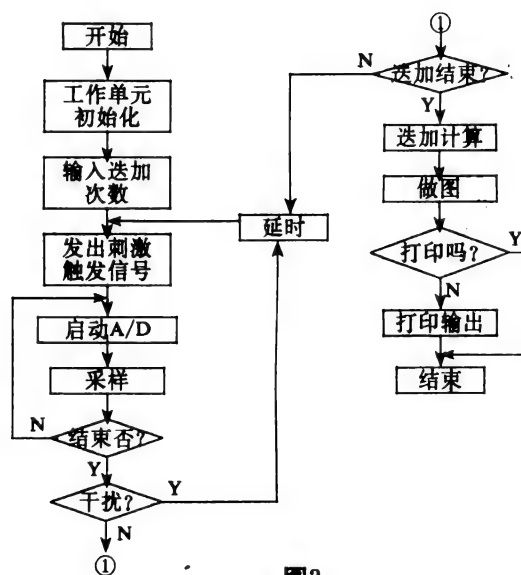 开始
工作单元
初始化
输入迭加
次数
发出刺激
触发信号
启动A/D
采样
N
结束否?
Y
干扰?
Y
N
①
延时
①
N
迭加结束?
Y
迭加计算
做图
打印吗?
Y
N
打印输出
结束
图2